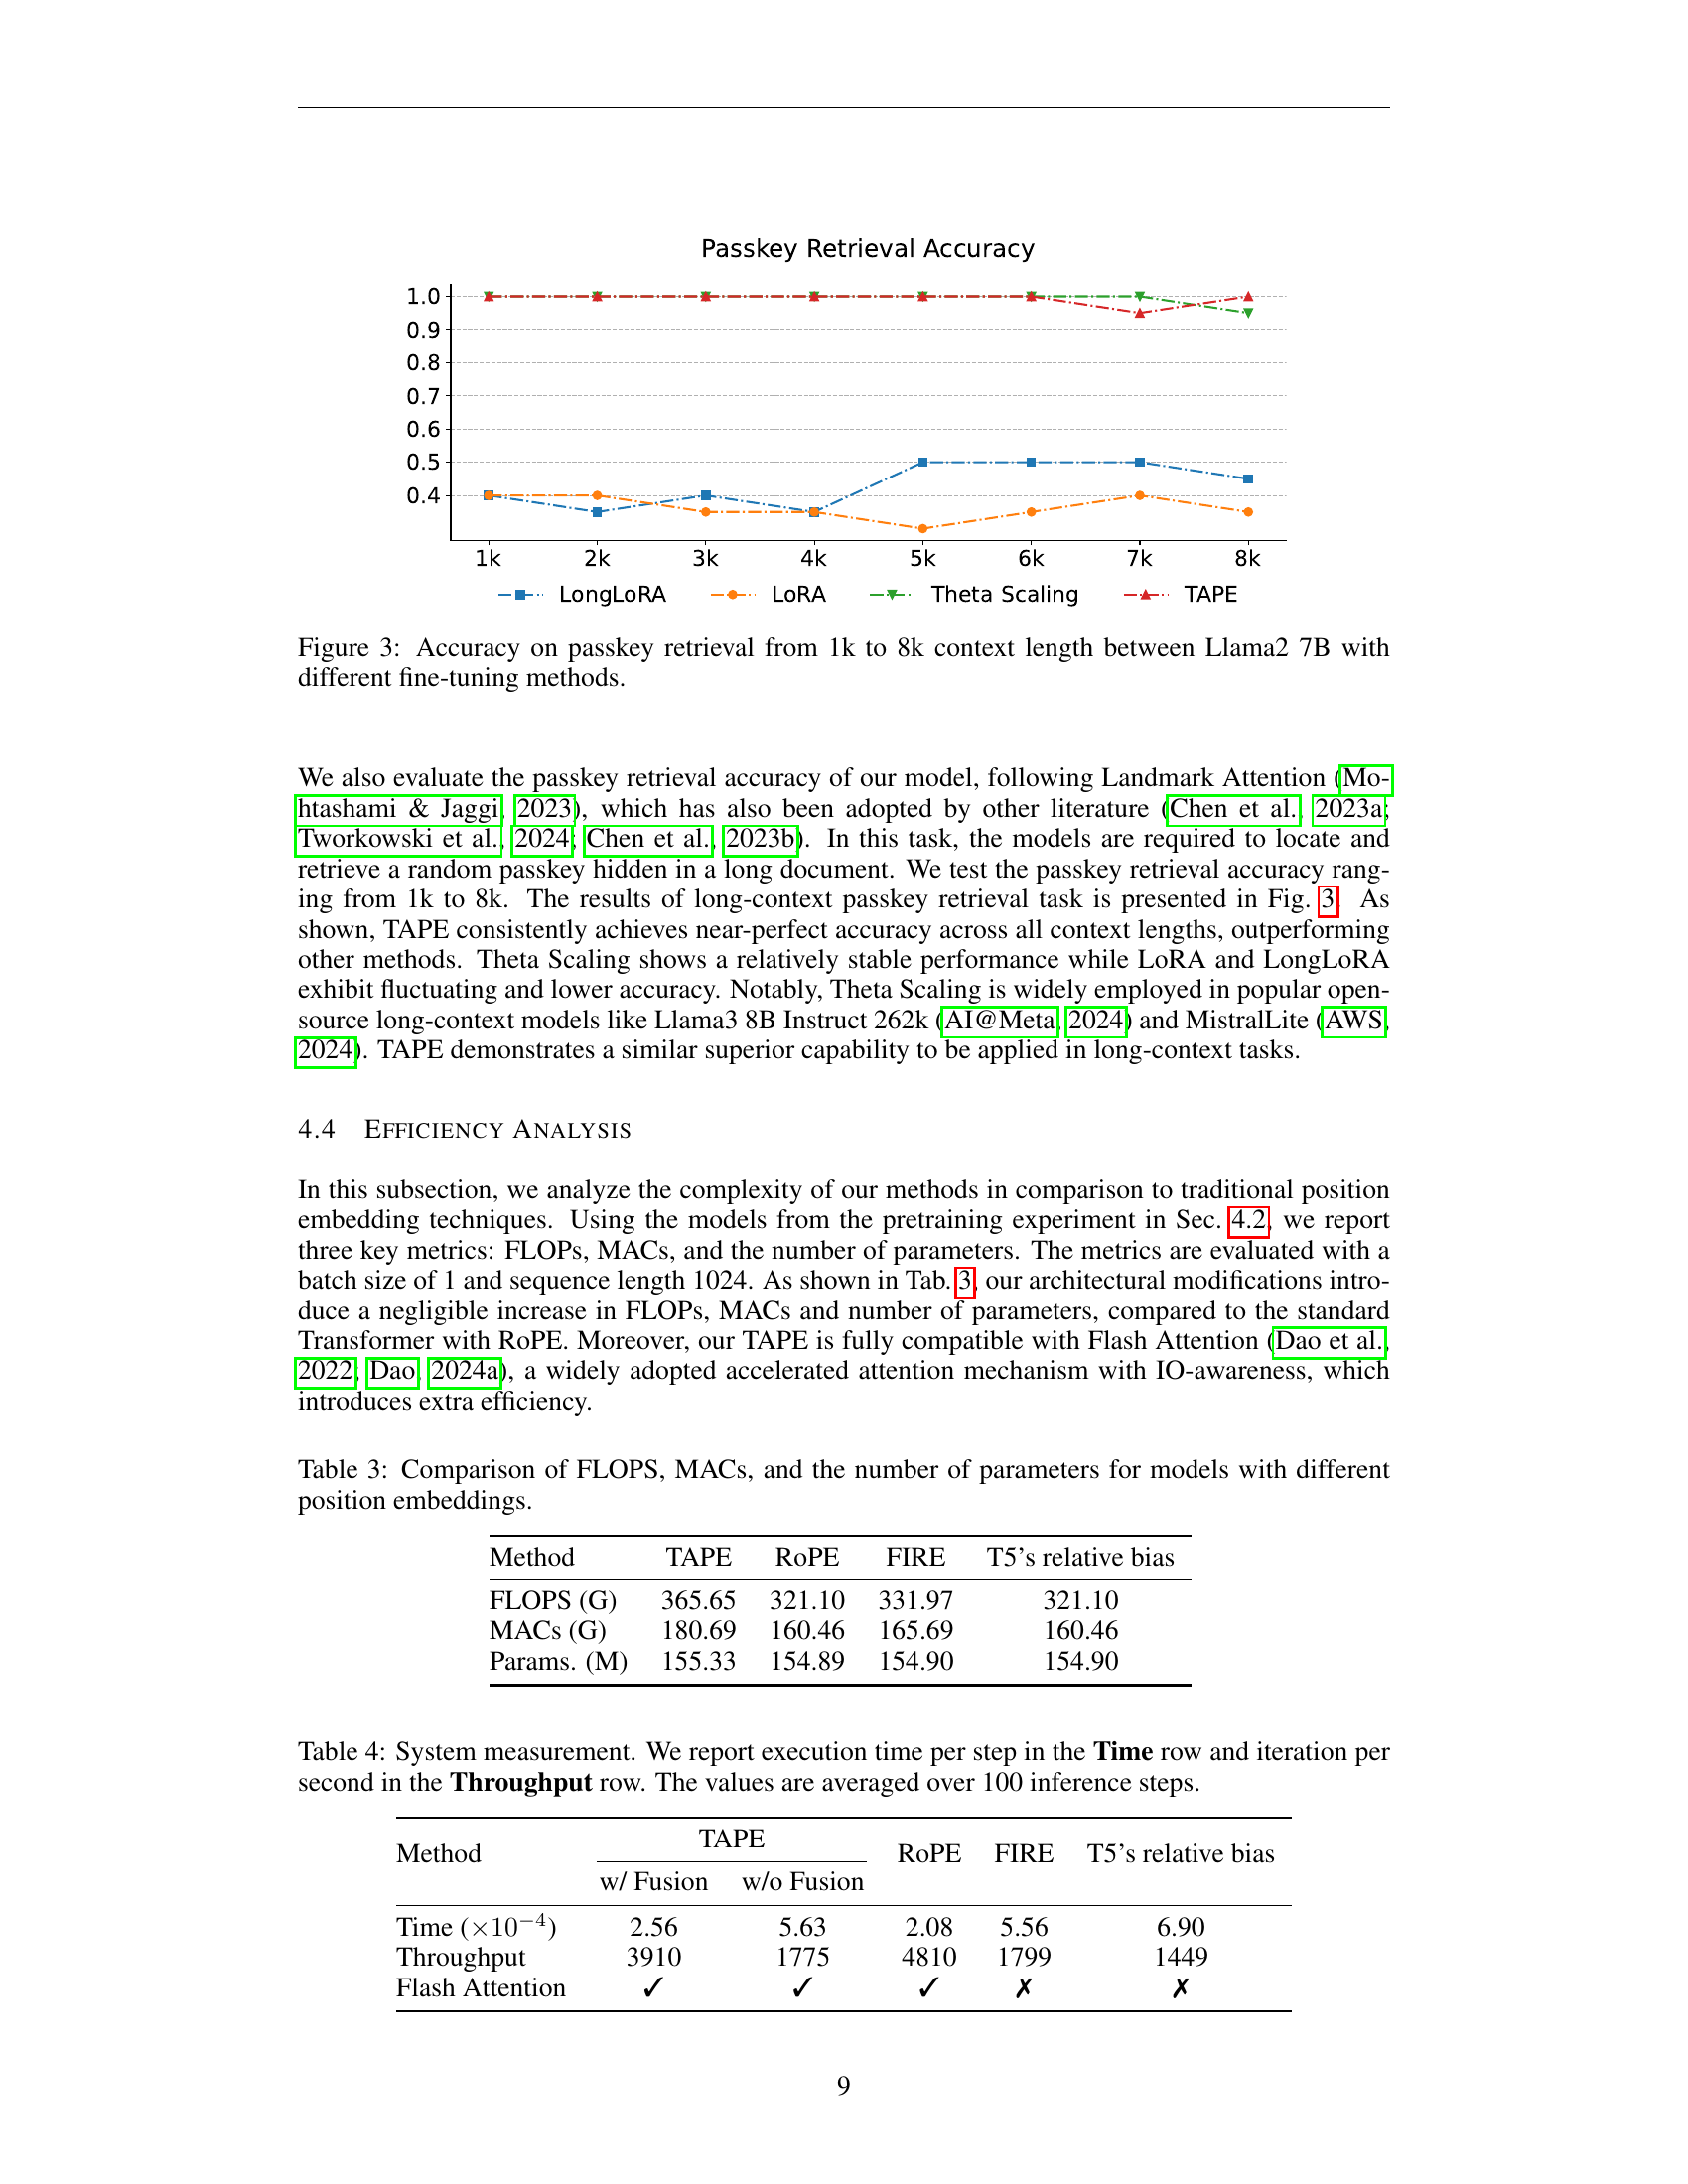 Passkey Retrieval Accuracy
1.0
0.9
0.8
0.7
0.6
0.5
0.4
1k 2k 3k 4k 5k 6k 7k 8k
LongLoRA LoRA Theta Scaling TAPE
Figure 3: Accuracy on passkey retrieval from 1k to 8k context length between Llama2 7B with
different fine-tuning methods.
We also evaluate the passkey retrieval accuracy of our model, following Landmark Attention (Mo-
htashami & Jaggi, 2023), which has also been adopted by other literature (Chen et al., 2023a;
Tworkowski et al., 2024; Chen et al., 2023b). In this task, the models are required to locate and
retrieve a random passkey hidden in a long document. We test the passkey retrieval accuracy rang-
ing from 1k to 8k. The results of long-context passkey retrieval task is presented in Fig. 3. As
shown, TAPE consistently achieves near-perfect accuracy across all context lengths, outperforming
other methods. Theta Scaling shows a relatively stable performance while LoRA and LongLoRA
exhibit fluctuating and lower accuracy. Notably, Theta Scaling is widely employed in popular open-
source long-context models like Llama3 8B Instruct 262k (AI@Meta, 2024) and MistralLite (AWS,
2024). TAPE demonstrates a similar superior capability to be applied in long-context tasks.
4.4 EFFICIENCY ANALYSIS
In this subsection, we analyze the complexity of our methods in comparison to traditional position
embedding techniques. Using the models from the pretraining experiment in Sec. 4.2, we report
three key metrics: FLOPs, MACs, and the number of parameters. The metrics are evaluated with a
batch size of 1 and sequence length 1024. As shown in Tab. 3, our architectural modifications intro-
duce a negligible increase in FLOPs, MACs and number of parameters, compared to the standard
Transformer with RoPE. Moreover, our TAPE is fully compatible with Flash Attention (Dao et al.,
2022; Dao, 2024a), a widely adopted accelerated attention mechanism with IO-awareness, which
introduces extra efficiency.
Table 3: Comparison of FLOPS, MACs, and the number of parameters for models with different
position embeddings.
Method TAPE RoPE FIRE T5's relative bias
FLOPS (G) 365.65 321.10 331.97 321.10
MACs (G) 180.69 160.46 165.69 160.46
Params. (M) 155.33 154.89 154.90 154.90
Table 4: System measurement. We report execution time per step in the Time row and iteration per
second in the Throughput row. The values are averaged over 100 inference steps.
Method TAPE RoPE FIRE T5's relative bias
w/ Fusion w/o Fusion
Time (×10⁻⁴) 2.56 5.63 2.08 5.56 6.90
Throughput 3910 1775 4810 1799 1449
Flash Attention ✓ ✓ ✓ ✗ ✗
9